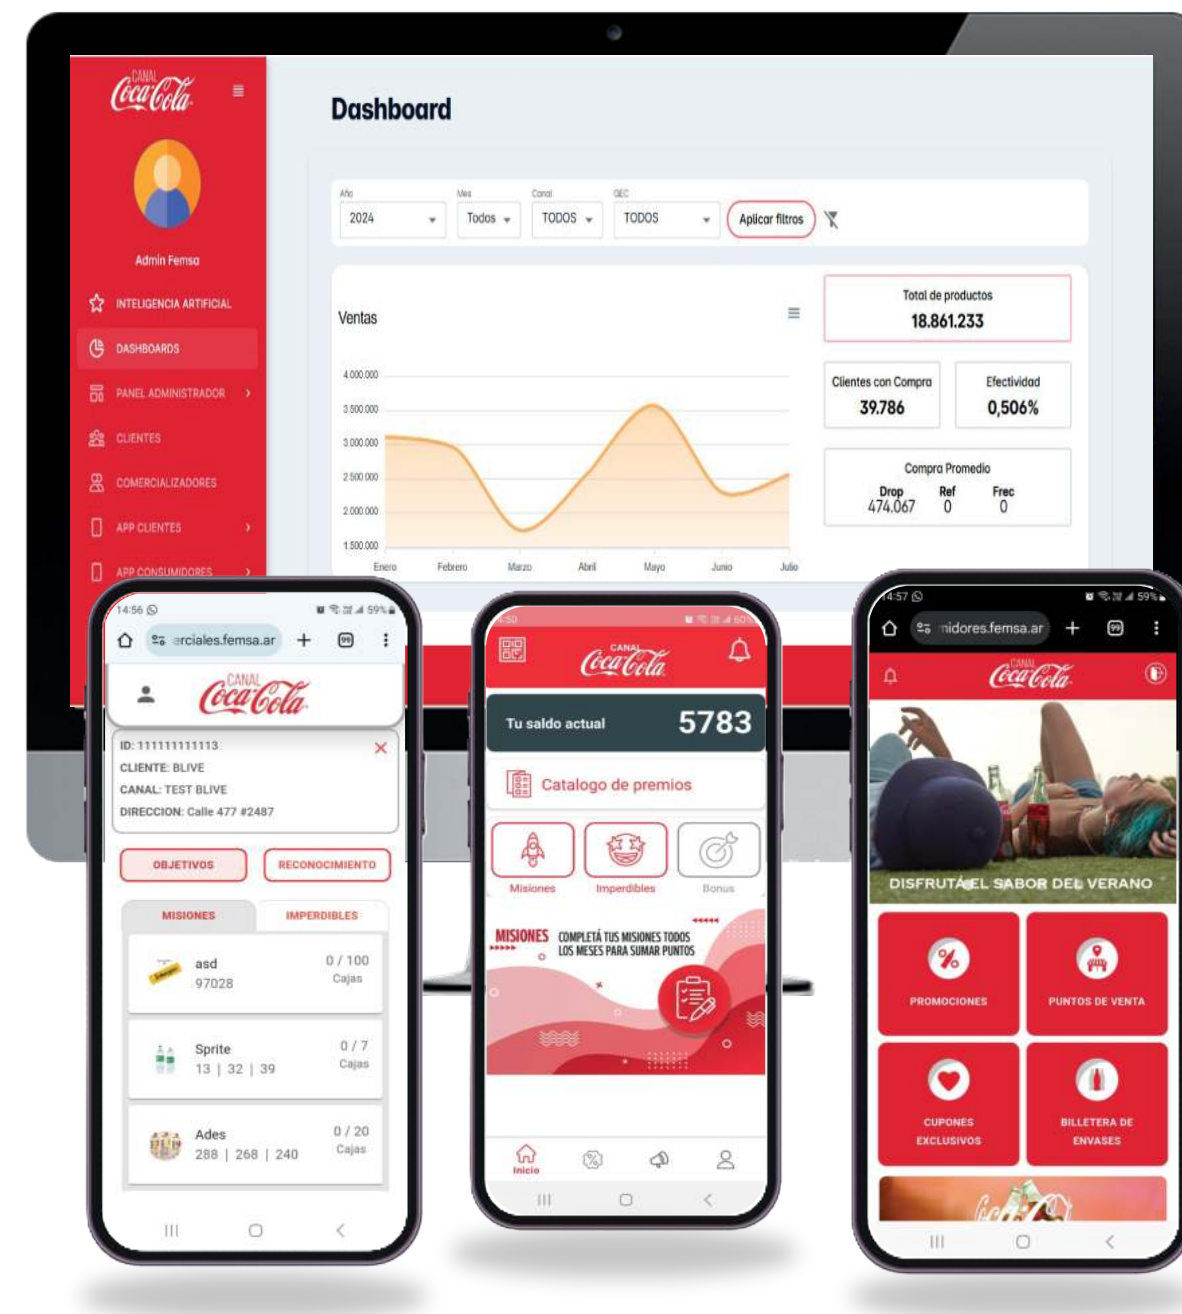 CANAL
Coca-Cola
Dashboard
Admin Femsa
INTELIGENCIA ARTIFICIAL
DASHBOARDS
PANEL ADMINISTRADOR
CLIENTES
COMERCIALIZADORES
APP CLIENTES
APP CONSUMIDORES
Año Mes Canal GEC
2024 Todos TODOS TODOS Aplicar filtros
Ventas
4.000.000
3.500.000
3.000.000
2.500.000
2.000.000
1.500.000
Enero Febrero Marzo Abril Mayo Junio Julio
Total de productos
18.861.233
Clientes con Compra
39.786
Efectividad
0,506%
Compra Promedio
Drop Ref Frec
474.067 0 0
14:56 59%
erciales.femsa.ar 99
CANAL
Coca-Cola
ID: 111111111113
CLIENTE: BLIVE
CANAL: TEST BLIVE
DIRECCION: Calle 477 #2487
OBJETIVOS RECONOCIMIENTO
MISIONES IMPERDIBLES
asd 0 / 100
97028 Cajas
Sprite 0 / 7
13 | 32 | 39 Cajas
Ades 0 / 20
288 | 268 | 240 Cajas
CANAL
Coca-Cola
Tu saldo actual 5783
Catalogo de premios
Misiones Imperdibles Bonus
MISIONES COMPLETÁ TUS MISIONES TODOS
LOS MESES PARA SUMAR PUNTOS
Inicio
14:57 59%
nidores.femsa.ar 99
CANAL
Coca-Cola
DISFRUTÁ EL SABOR DEL VERANO
PROMOCIONES
PUNTOS DE VENTA
CUPONES
EXCLUSIVOS
BILLETERA DE
ENVASES
Coca-Co